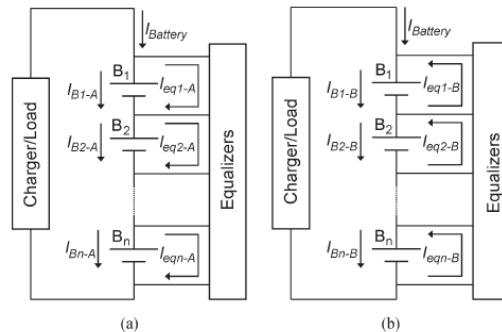 I_Battery
Charger/Load
I_B1-A
B_1
I_eq1-A
I_B2-A
B_2
I_eq2-A
Equalizers
I_Bn-A
B_n
I_eqn-A
(a)
I_Battery
Charger/Load
I_B1-B
B_1
I_eq1-B
I_B2-B
B_2
I_eq2-B
Equalizers
I_Bn-B
B_n
I_eqn-B
(b)